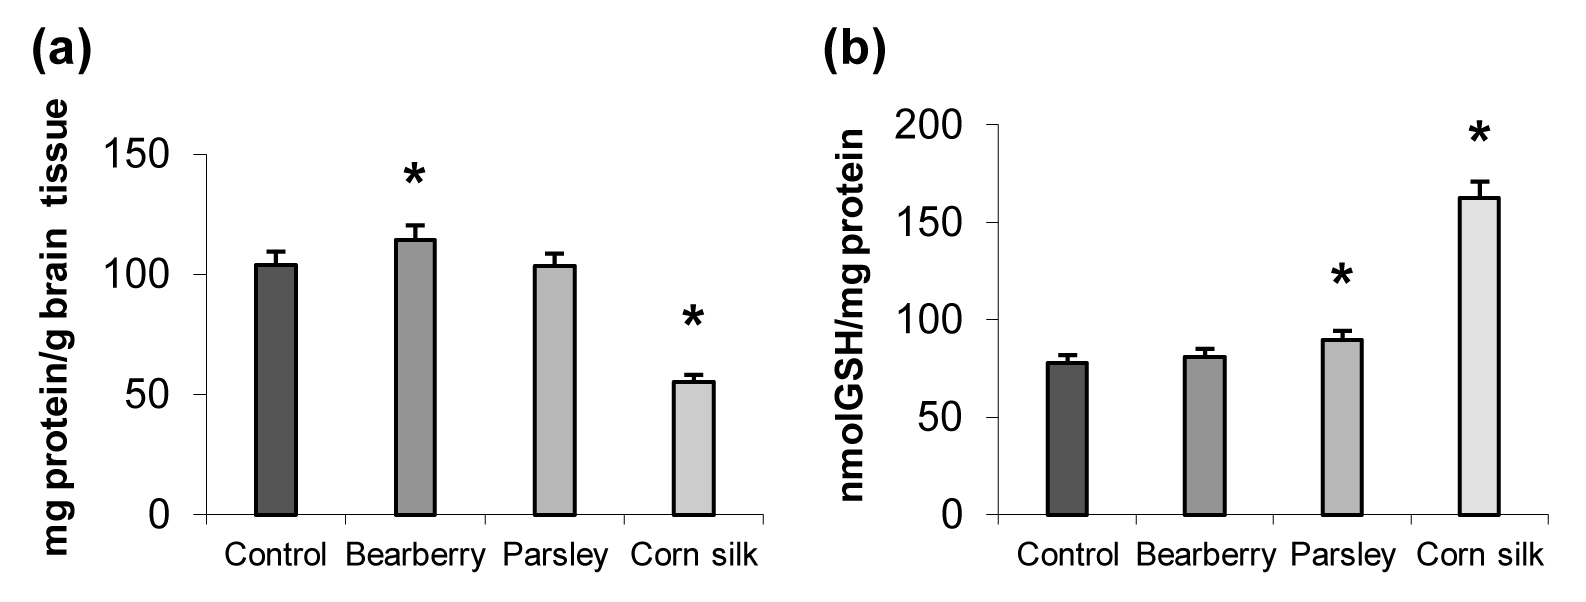 (a)
mg protein/g brain tissue
150
100
50
0
*
*
Control Bearberry Parsley Corn silk
(b)
nmolGSH/mg protein
200
150
100
50
0
*
*
Control Bearberry Parsley Corn silk